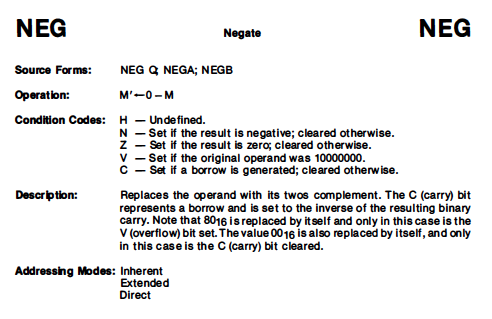 NEG Negate NEG
Source Forms: NEG Q; NEGA; NEGB
Operation: M'←0 – M
Condition Codes: H — Undefined.
N — Set if the result is negative; cleared otherwise.
Z — Set if the result is zero; cleared otherwise.
V — Set if the original operand was 10000000.
C — Set if a borrow is generated; cleared otherwise.
Description: Replaces the operand with its twos complement. The C (carry) bit
represents a borrow and is set to the inverse of the resulting binary
carry. Note that 80₁₆ is replaced by itself and only in this case is the
V (overflow) bit set. The value 00₁₆ is also replaced by itself, and only
in this case is the C (carry) bit cleared.
Addressing Modes: Inherent
Extended
Direct